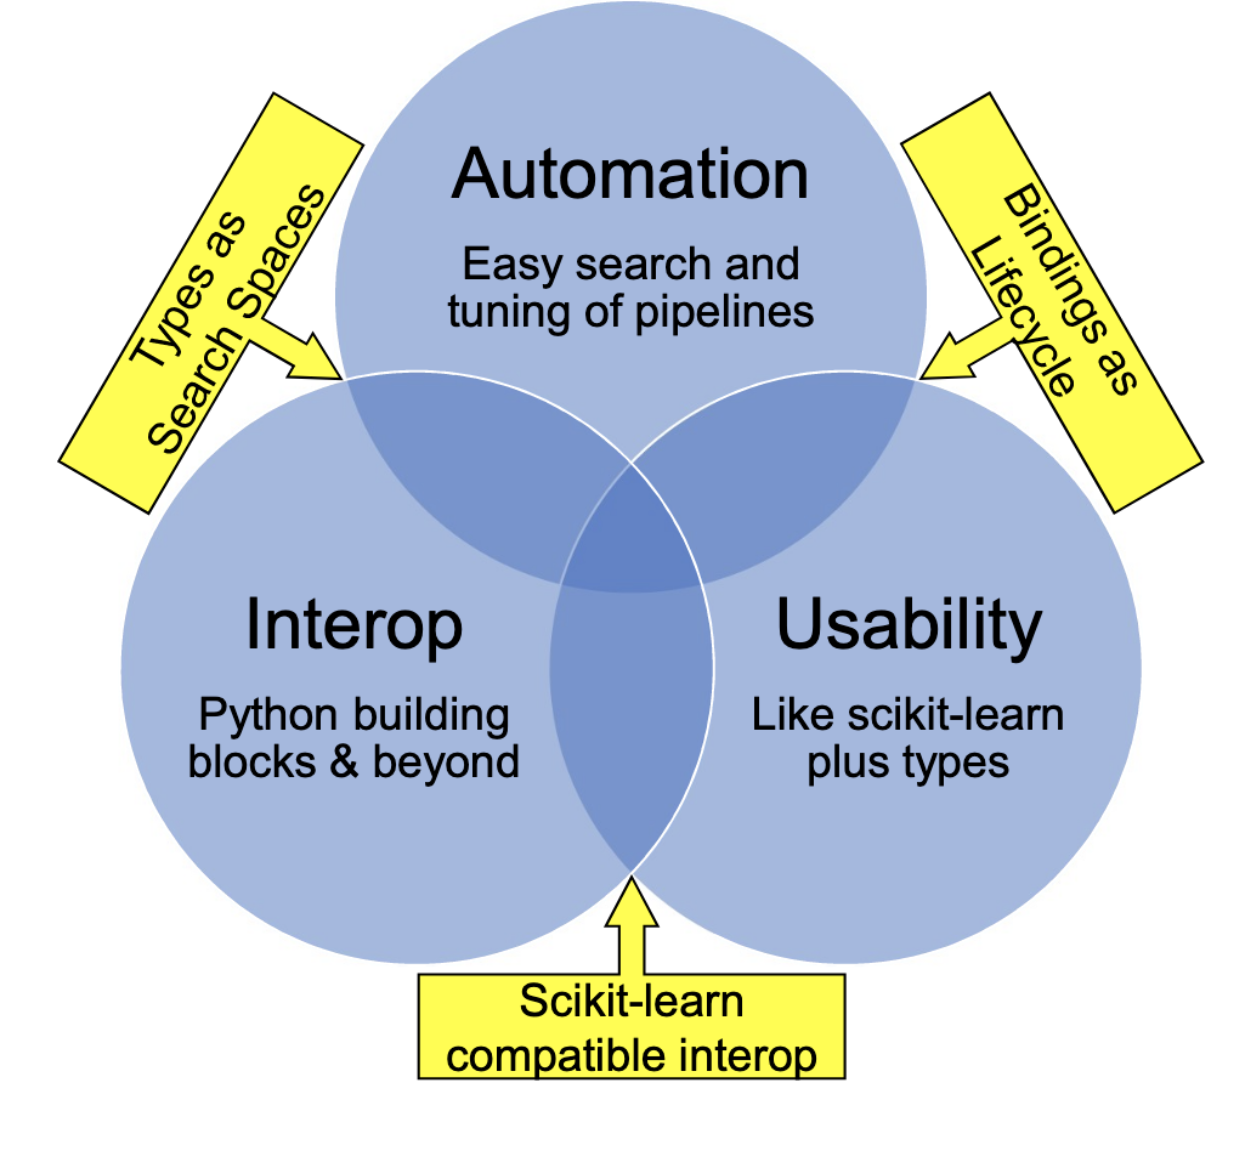 Automation
Easy search and
tuning of pipelines
Types as
Search Spaces
Bindings as
Lifecycle
Interop
Python building
blocks & beyond
Usability
Like scikit-learn
plus types
Scikit-learn
compatible interop